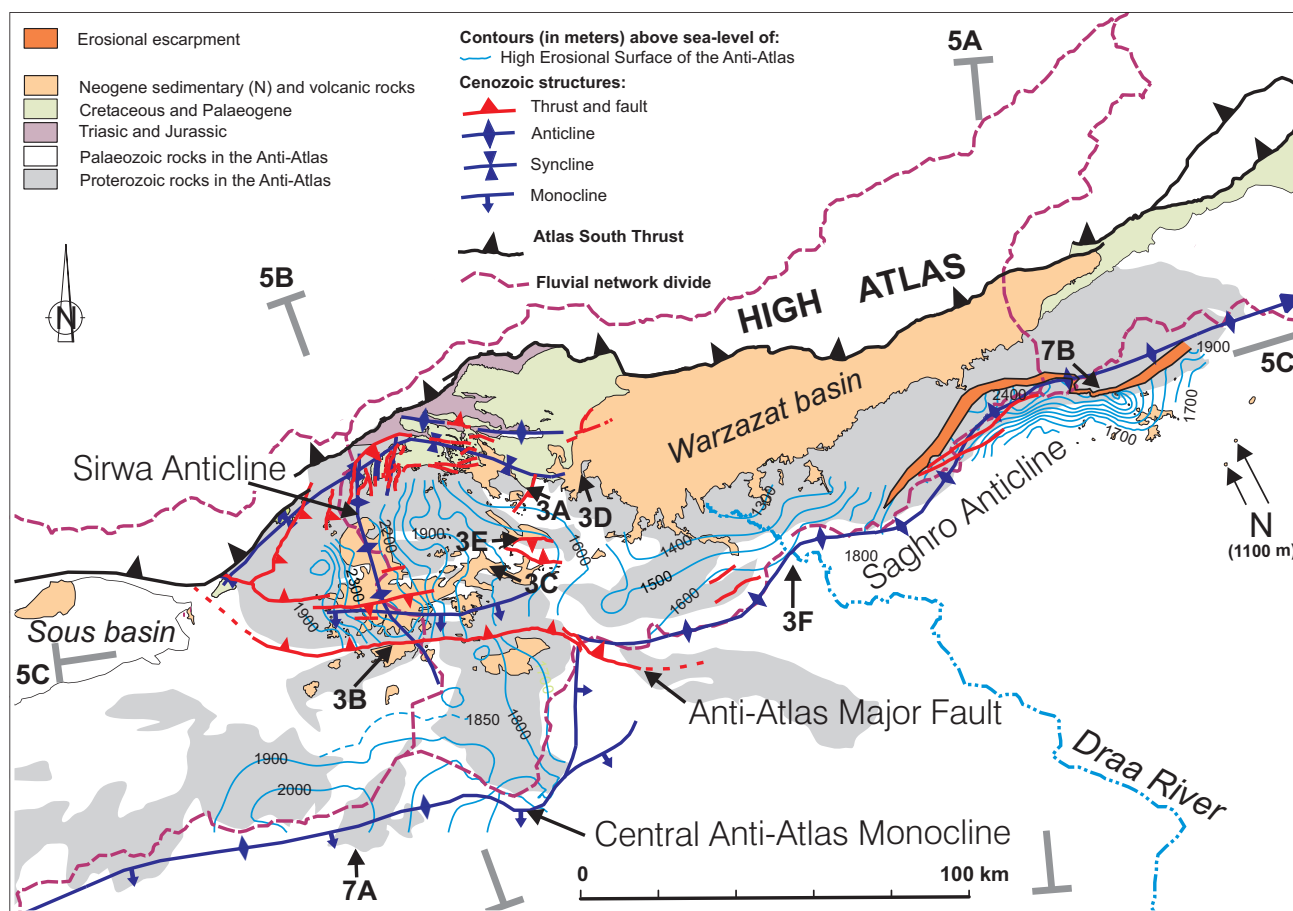 Erosional escarpment
Neogene sedimentary (N) and volcanic rocks
Cretaceous and Palaeogene
Triasic and Jurassic
Palaeozoic rocks in the Anti-Atlas
Proterozoic rocks in the Anti-Atlas
Contours (in meters) above sea-level of:
High Erosional Surface of the Anti-Atlas
Cenozoic structures:
Thrust and fault
Anticline
Syncline
Monocline
Atlas South Thrust
Fluvial network divide
5A
5B
N
HIGH ATLAS
7B
1900
5C
2400
1700
1700
Warzazat basin
Sirwa Anticline
Saghro Anticline
N
(1100 m)
3A
3D
1300
2200
1900
3E
1600
1400
3C
1800
2300
1500
1600
1900
3F
Sous basin
5C
3B
Anti-Atlas Major Fault
1850
1800
1900
2000
Draa River
Central Anti-Atlas Monocline
7A
0
100 km